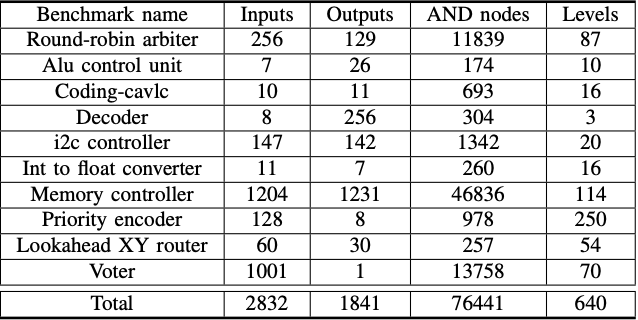 Benchmark name Inputs Outputs AND nodes Levels
Round-robin arbiter 256 129 11839 87
Alu control unit 7 26 174 10
Coding-cavlc 10 11 693 16
Decoder 8 256 304 3
i2c controller 147 142 1342 20
Int to float converter 11 7 260 16
Memory controller 1204 1231 46836 114
Priority encoder 128 8 978 250
Lookahead XY router 60 30 257 54
Voter 1001 1 13758 70
Total 2832 1841 76441 640